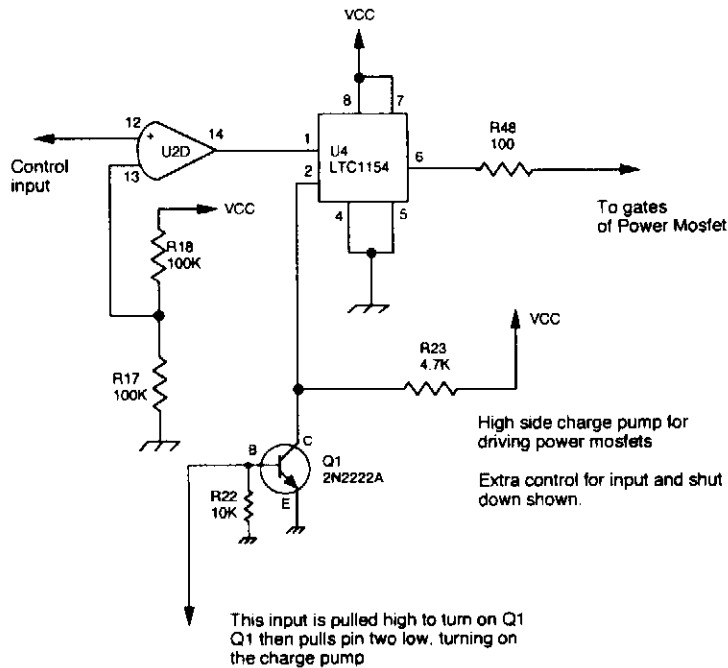 VCC
8
7
12
+
14
1
U4
R48
U2D
LTC1154
100
6
Control
input
13
2
To gates
of Power Mosfet
VCC
4
5
R18
100K
VCC
R23
4.7K
R17
100K
High side charge pump for
driving power mosfets
B
C
Q1
2N2222A
Extra control for input and shut
down shown.
R22
10K
E
This input is pulled high to turn on Q1
Q1 then pulls pin two low, turning on
the charge pump